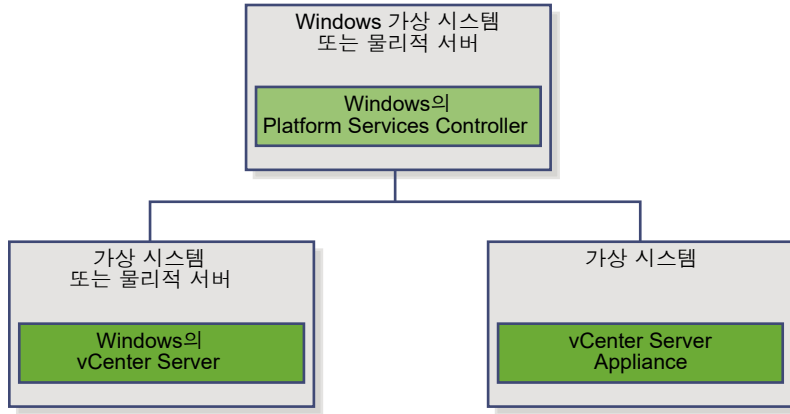 Windows 가상 시스템
또는 물리적 서버
Windows의
Platform Services Controller
가상 시스템
또는 물리적 서버
Windows의
vCenter Server
가상 시스템
vCenter Server
Appliance